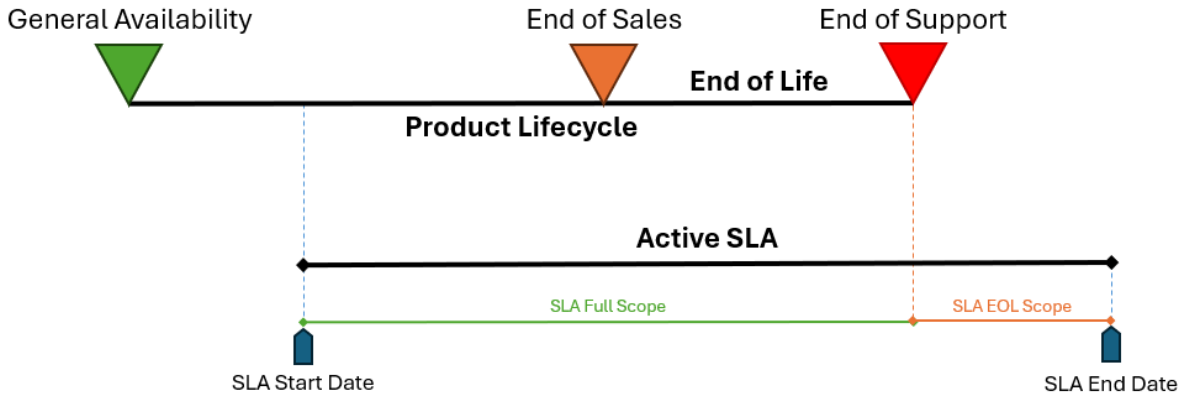 General Availability
End of Sales
End of Support
End of Life
Product Lifecycle
Active SLA
SLA Full Scope
SLA EOL Scope
SLA Start Date
SLA End Date